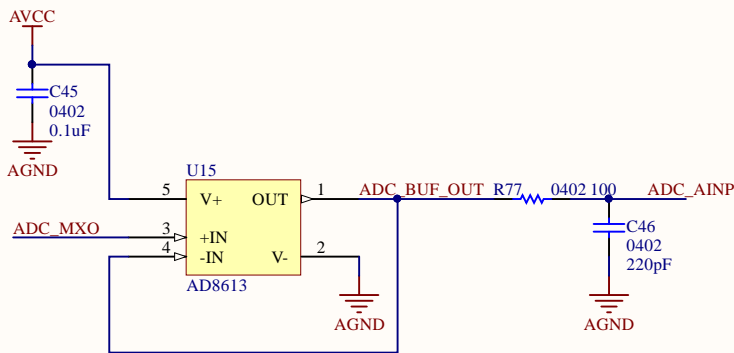 AVCC
C45
0402
0.1uF
AGND
U15
5
V+
OUT
1
ADC_BUF_OUT
R77
0402 100
ADC_AINP
ADC_MXO
3
+IN
4
-IN
V-
2
AD8613
AGND
C46
0402
220pF
AGND